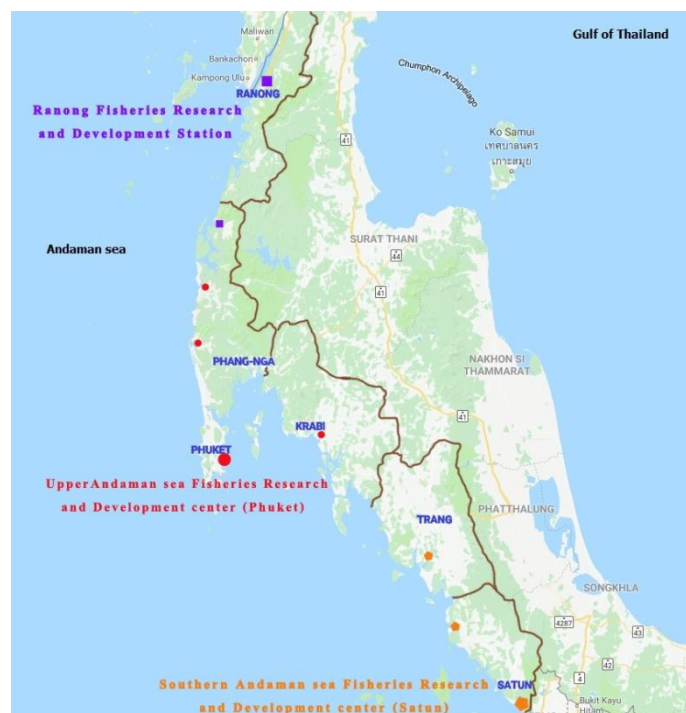 Gulf of Thailand
Maliwan
Bankachon
Kampong Ulu
RANONG
Chumphon Archipelago
Ranong Fisheries Research
and Development Station
41
Ko Samui
เทศบาลนคร
เกาะสมุย
Andaman sea
SURAT THANI
44
41
PHANG-NGA
NAKHON SI
THAMMARAT
41
KRABI
PHUKET
UpperAndaman sea Fisheries Research
and Development center (Phuket)
TRANG
PHATTHALUNG
SONGKHLA
4287
43
42
4
Southern Andaman sea Fisheries Research
and Development center (Satun)
SATUN
Bukit Kayu
Hitam